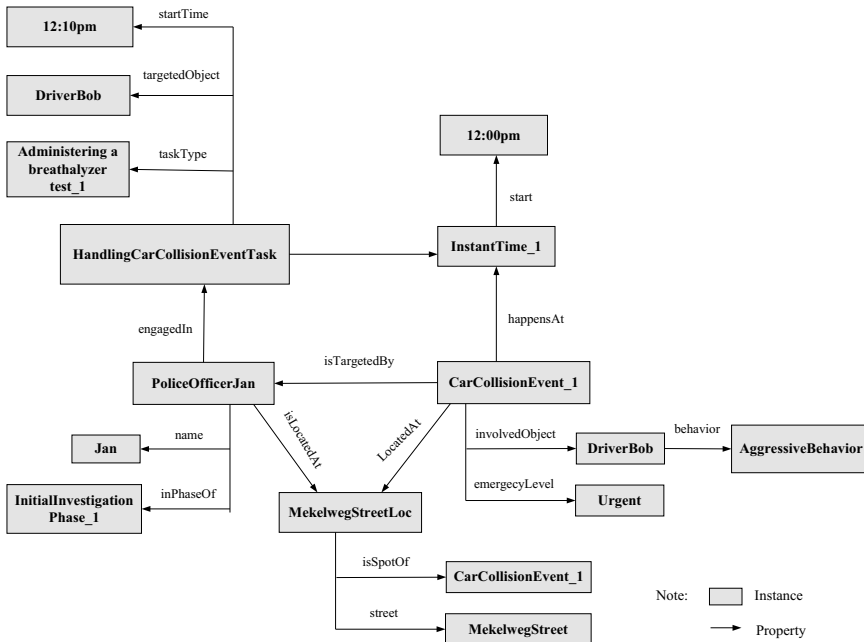 12:10pm
startTime
DriverBob
targetedObject
Administering a
breathalyzer
test_1
taskType
12:00pm
start
HandlingCarCollisionEventTask
InstantTime_1
engagedIn
happensAt
isTargetedBy
PoliceOfficerJan
CarCollisionEvent_1
isLocatedAt
LocatedAt
Jan
name
involvedObject
DriverBob
behavior
AggressiveBehavior
InitialInvestigation
Phase_1
inPhaseOf
emergecyLevel
Urgent
MekelwegStreetLoc
isSpotOf
CarCollisionEvent_1
street
MekelwegStreet
Note:
Instance
Property